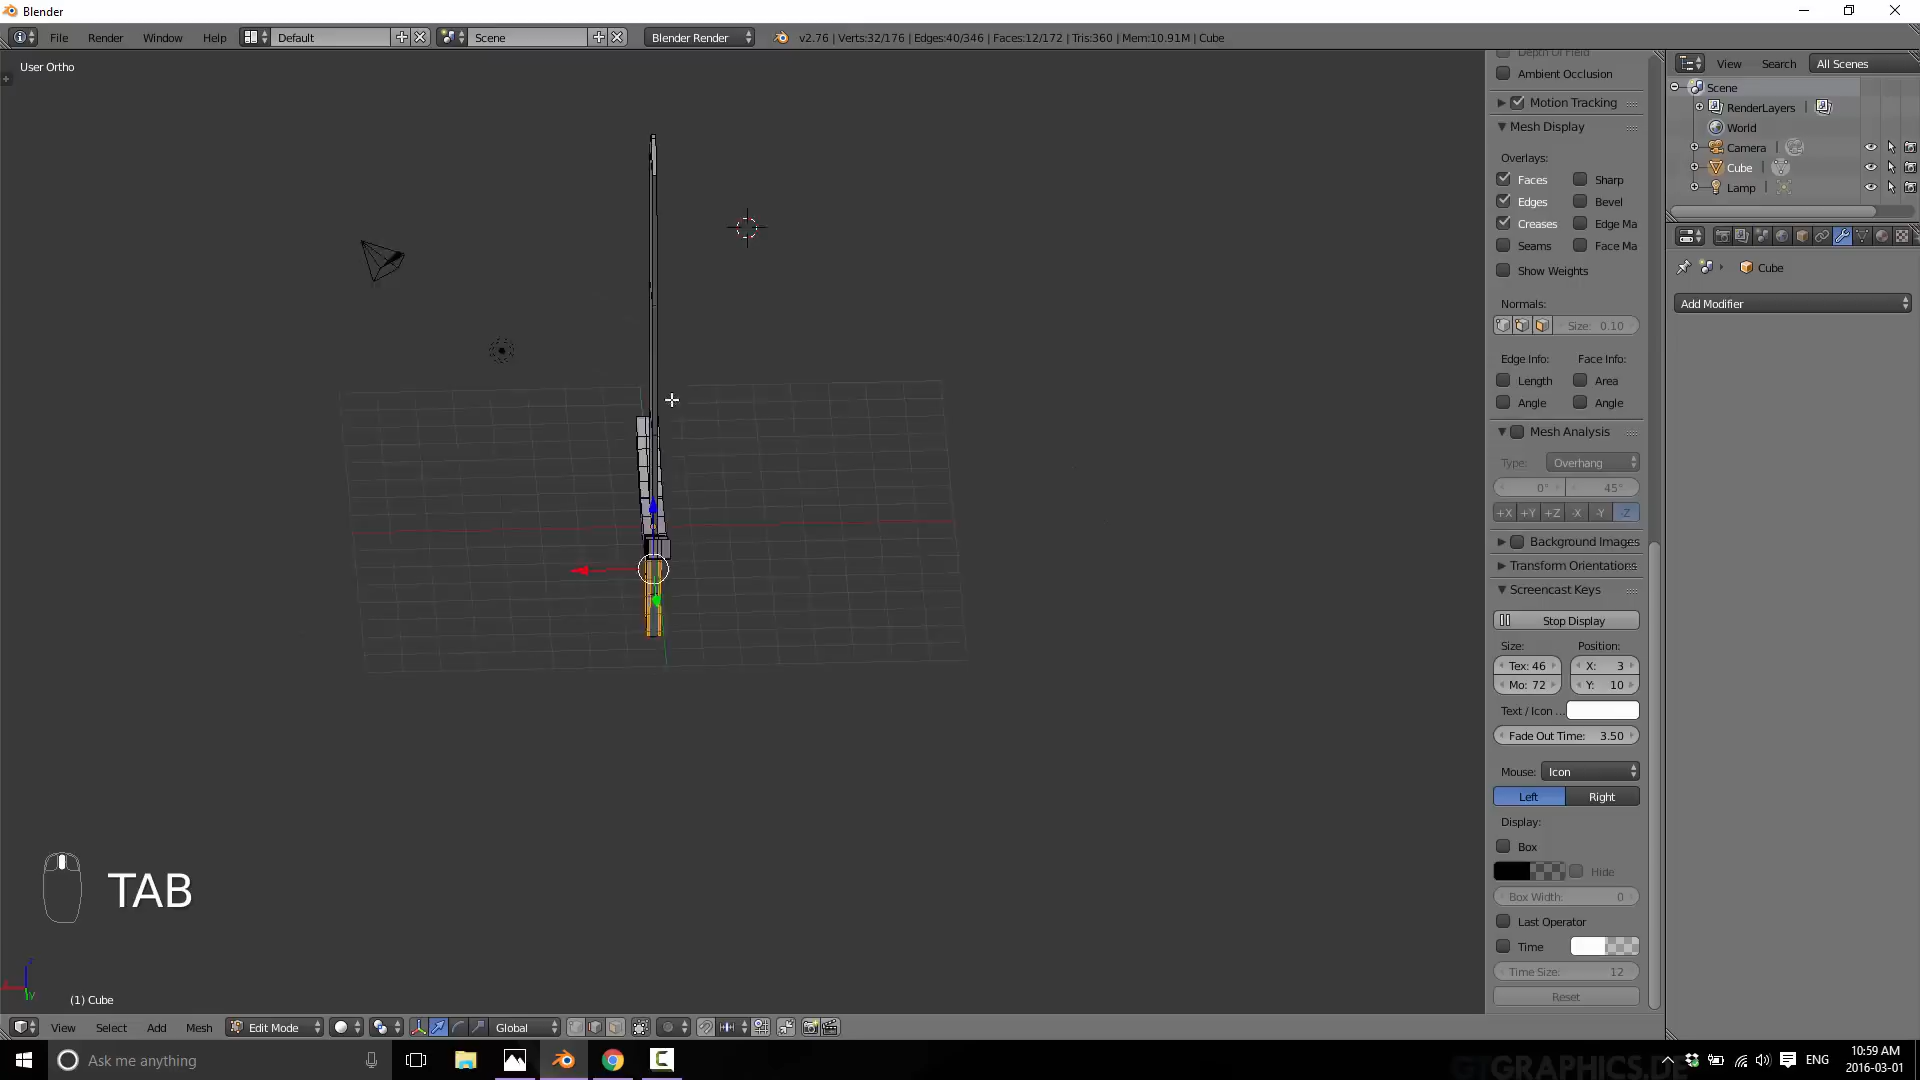 Blender
File Render Window Help Default Scene Blender Render v2.76 | Verts:32/176 | Edges:40/346 | Faces:12/172 | Tris:360 | Mem:10.91M | Cube
User Ortho
Depth Of Field
Ambient Occlusion
Motion Tracking
Mesh Display
Overlays:
Faces Sharp
Edges Bevel
Creases Edge Ma
Seams Face Ma
Show Weights
Normals:
Size: 0.10
Edge Info: Face Info:
Length Area
Angle Angle
Mesh Analysis
Type: Overhang
0° 45°
+X +Y +Z -X -Y -Z
Background Images
Transform Orientations
Screencast Keys
Stop Display
Size: Position:
Tex: 46 X: 3
Mo: 72 Y: 10
Text / Icon ...
Fade Out Time: 3.50
Mouse: Icon
Left Right
Display:
Box
Hide
Box Width: 0
Last Operator
Time
Time Size: 12
Reset
View Search All Scenes
Scene
RenderLayers
World
Camera
Cube
Lamp
Cube
Add Modifier
TAB
(1) Cube
View Select Add Mesh Edit Mode Global
Ask me anything
ENG
10:59 AM
2016-03-01
GTGRAPHICS.DE